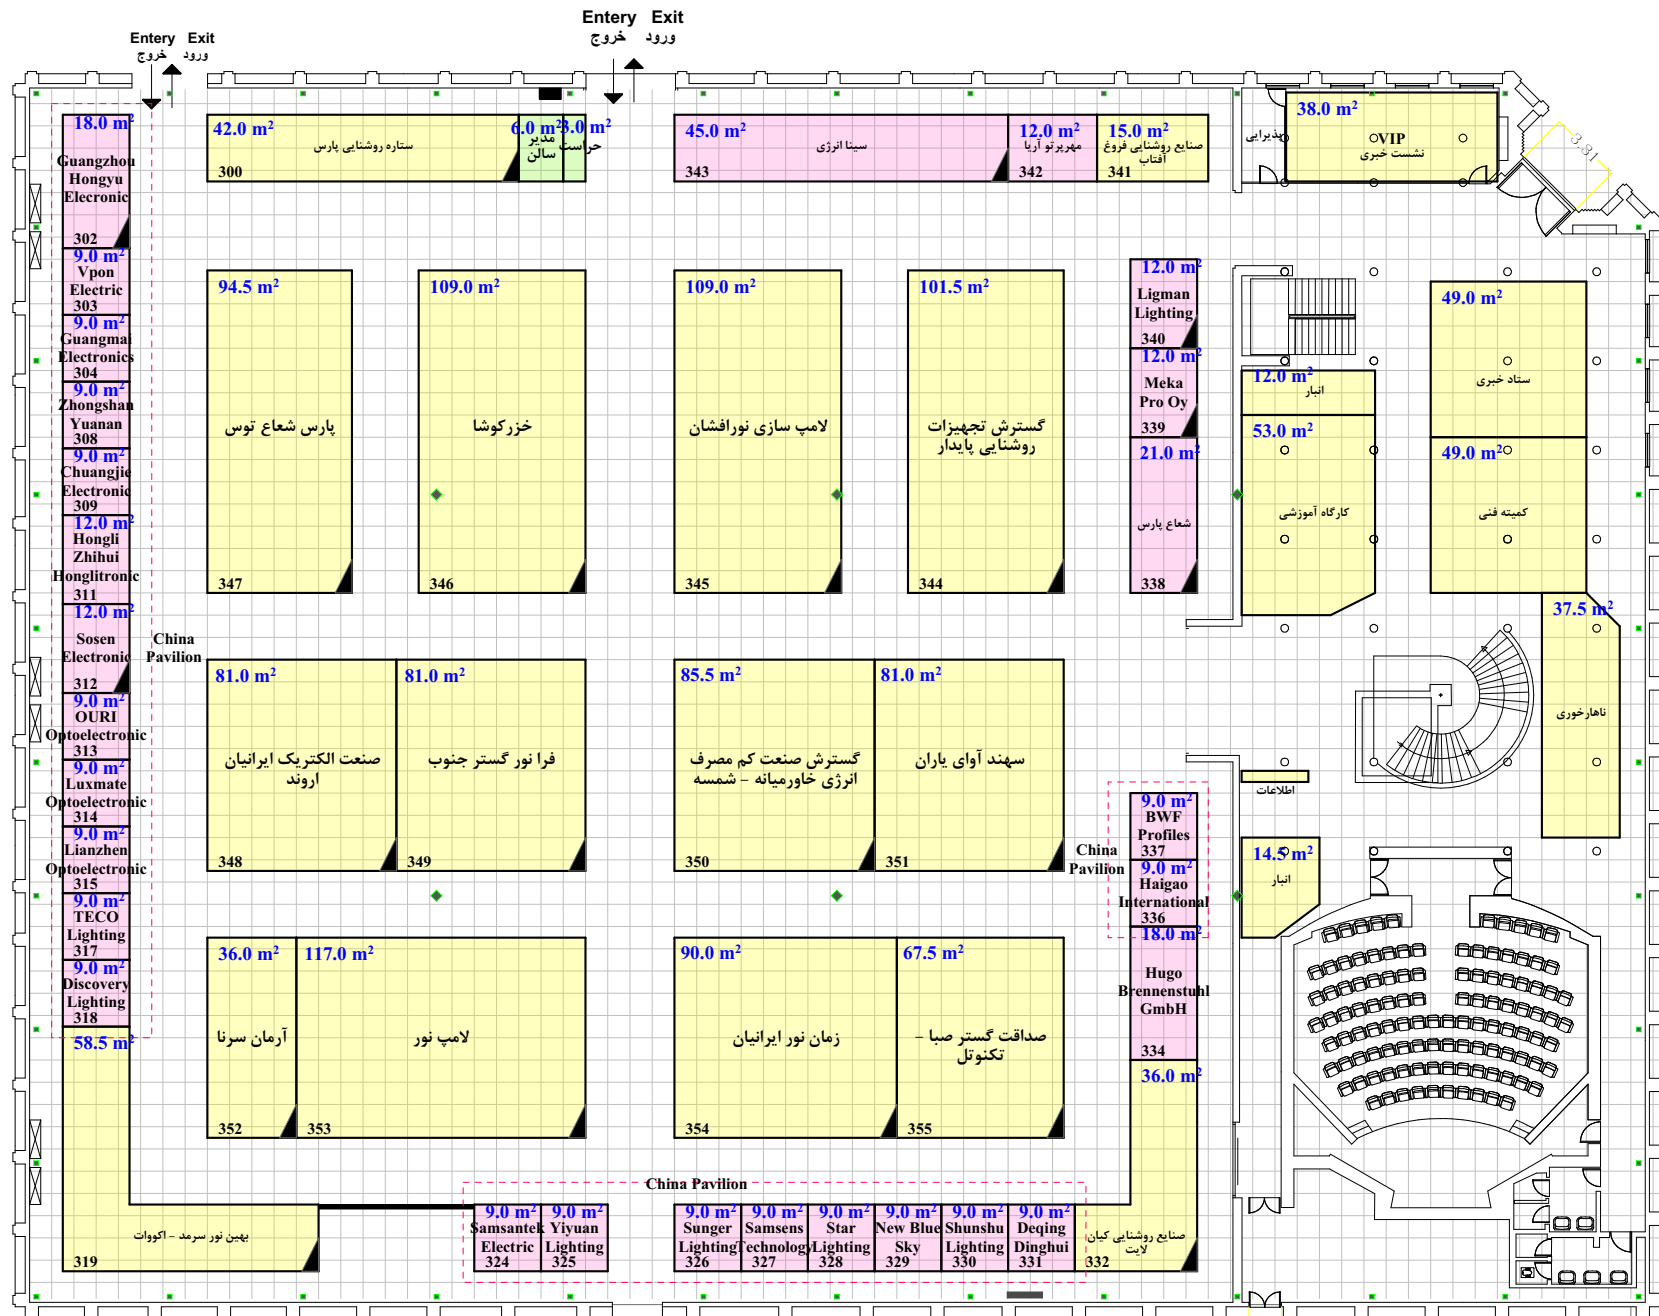 Entery Exit
خروج ورود
Entery Exit
خروج ورود
18.0 m²
Guangzhou
Hongyu
Elecronic
302
9.0 m²
Vpon
Electric
303
9.0 m²
Guangmai
Electronics
304
9.0 m²
Zhongshan
Yuanan
308
9.0 m²
Chuangjie
Electronic
309
12.0 m²
Hongli
Zhihui
Honglitronic
311
12.0 m²
Sosen
Electronic
312
China
Pavilion
9.0 m²
OURI
Optoelectronic
313
9.0 m²
Luxmate
Optoelectronic
314
9.0 m²
Lianzhen
Optoelectronic
315
9.0 m²
TECO
Lighting
317
9.0 m²
Discovery
Lighting
318
58.5 m²
بهین نور سرمد - اکووات
319
42.0 m²
ستاره روشنایی پارس
300
6.0 m²
مدیر
سالن
3.0 m²
حراست
45.0 m²
سینا انرژی
343
12.0 m²
مهرپرتو آریا
342
15.0 m²
صنایع روشنایی فروغ
آفتاب
341
پذیرایی
38.0 m²
VIP
نشست خبری
3.81
94.5 m²
پارس شعاع توس
347
109.0 m²
خزرکوشا
346
109.0 m²
لامپ سازی نورافشان
345
101.5 m²
گسترش تجهیزات
روشنایی پایدار
344
12.0 m²
Ligman
Lighting
340
12.0 m²
Meka
Pro Oy
339
21.0 m²
شعاع پارس
338
12.0 m²
انبار
53.0 m²
کارگاه آموزشی
49.0 m²
ستاد خبری
49.0 m²
کمیته فنی
37.5 m²
ناهارخوری
81.0 m²
صنعت الکتریک ایرانیان
اروند
348
81.0 m²
فرا نور گستر جنوب
349
85.5 m²
گسترش صنعت کم مصرف
انرژی خاورمیانه - شمسه
350
81.0 m²
سهند آوای یاران
351
اطلاعات
14.5 m²
انبار
China
Pavilion
9.0 m²
BWF
Profiles
337
9.0 m²
Haigao
International
336
18.0 m²
Hugo
Brennenstuhl
GmbH
334
36.0 m²
صنایع روشنایی کیان
لایت
332
36.0 m²
آرمان سرنا
352
117.0 m²
لامپ نور
353
90.0 m²
زمان نور ایرانیان
354
67.5 m²
صداقت گستر صبا -
تکنوتل
355
China Pavilion
9.0 m²
Samsantek
Electric
324
9.0 m²
Yiyuan
Lighting
325
9.0 m²
Sunger
Lighting
326
9.0 m²
Samsens
Technology
327
9.0 m²
Star
Lighting
328
9.0 m²
New Blue
Sky
329
9.0 m²
Shunshu
Lighting
330
9.0 m²
Deqing
Dinghui
331